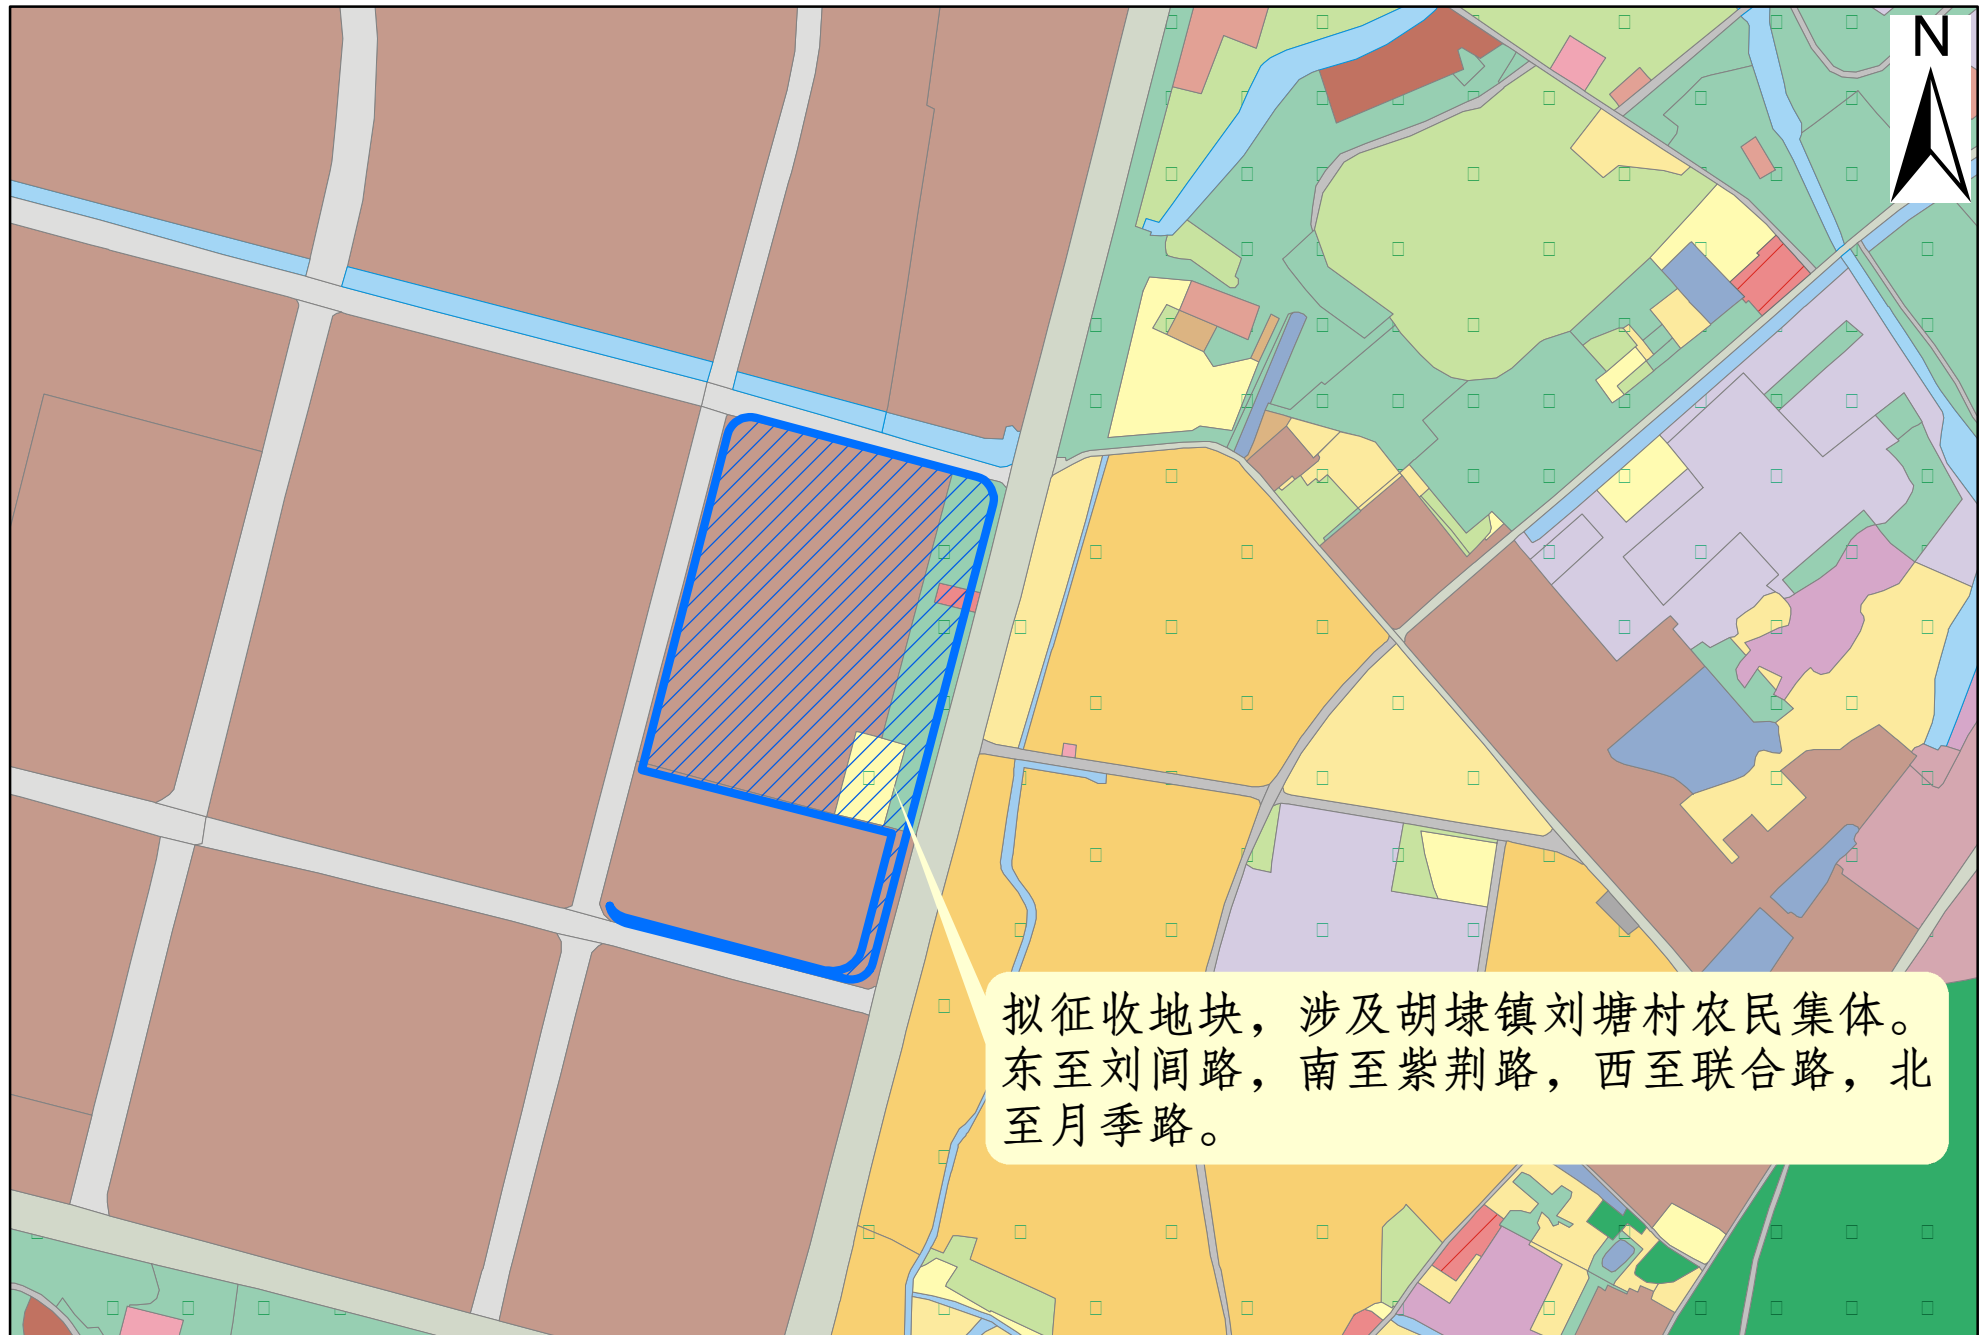 N
拟征收地块，涉及胡埭镇刘塘村农民集体。
东至刘闾路，南至紫荆路，西至联合路，北
至月季路。